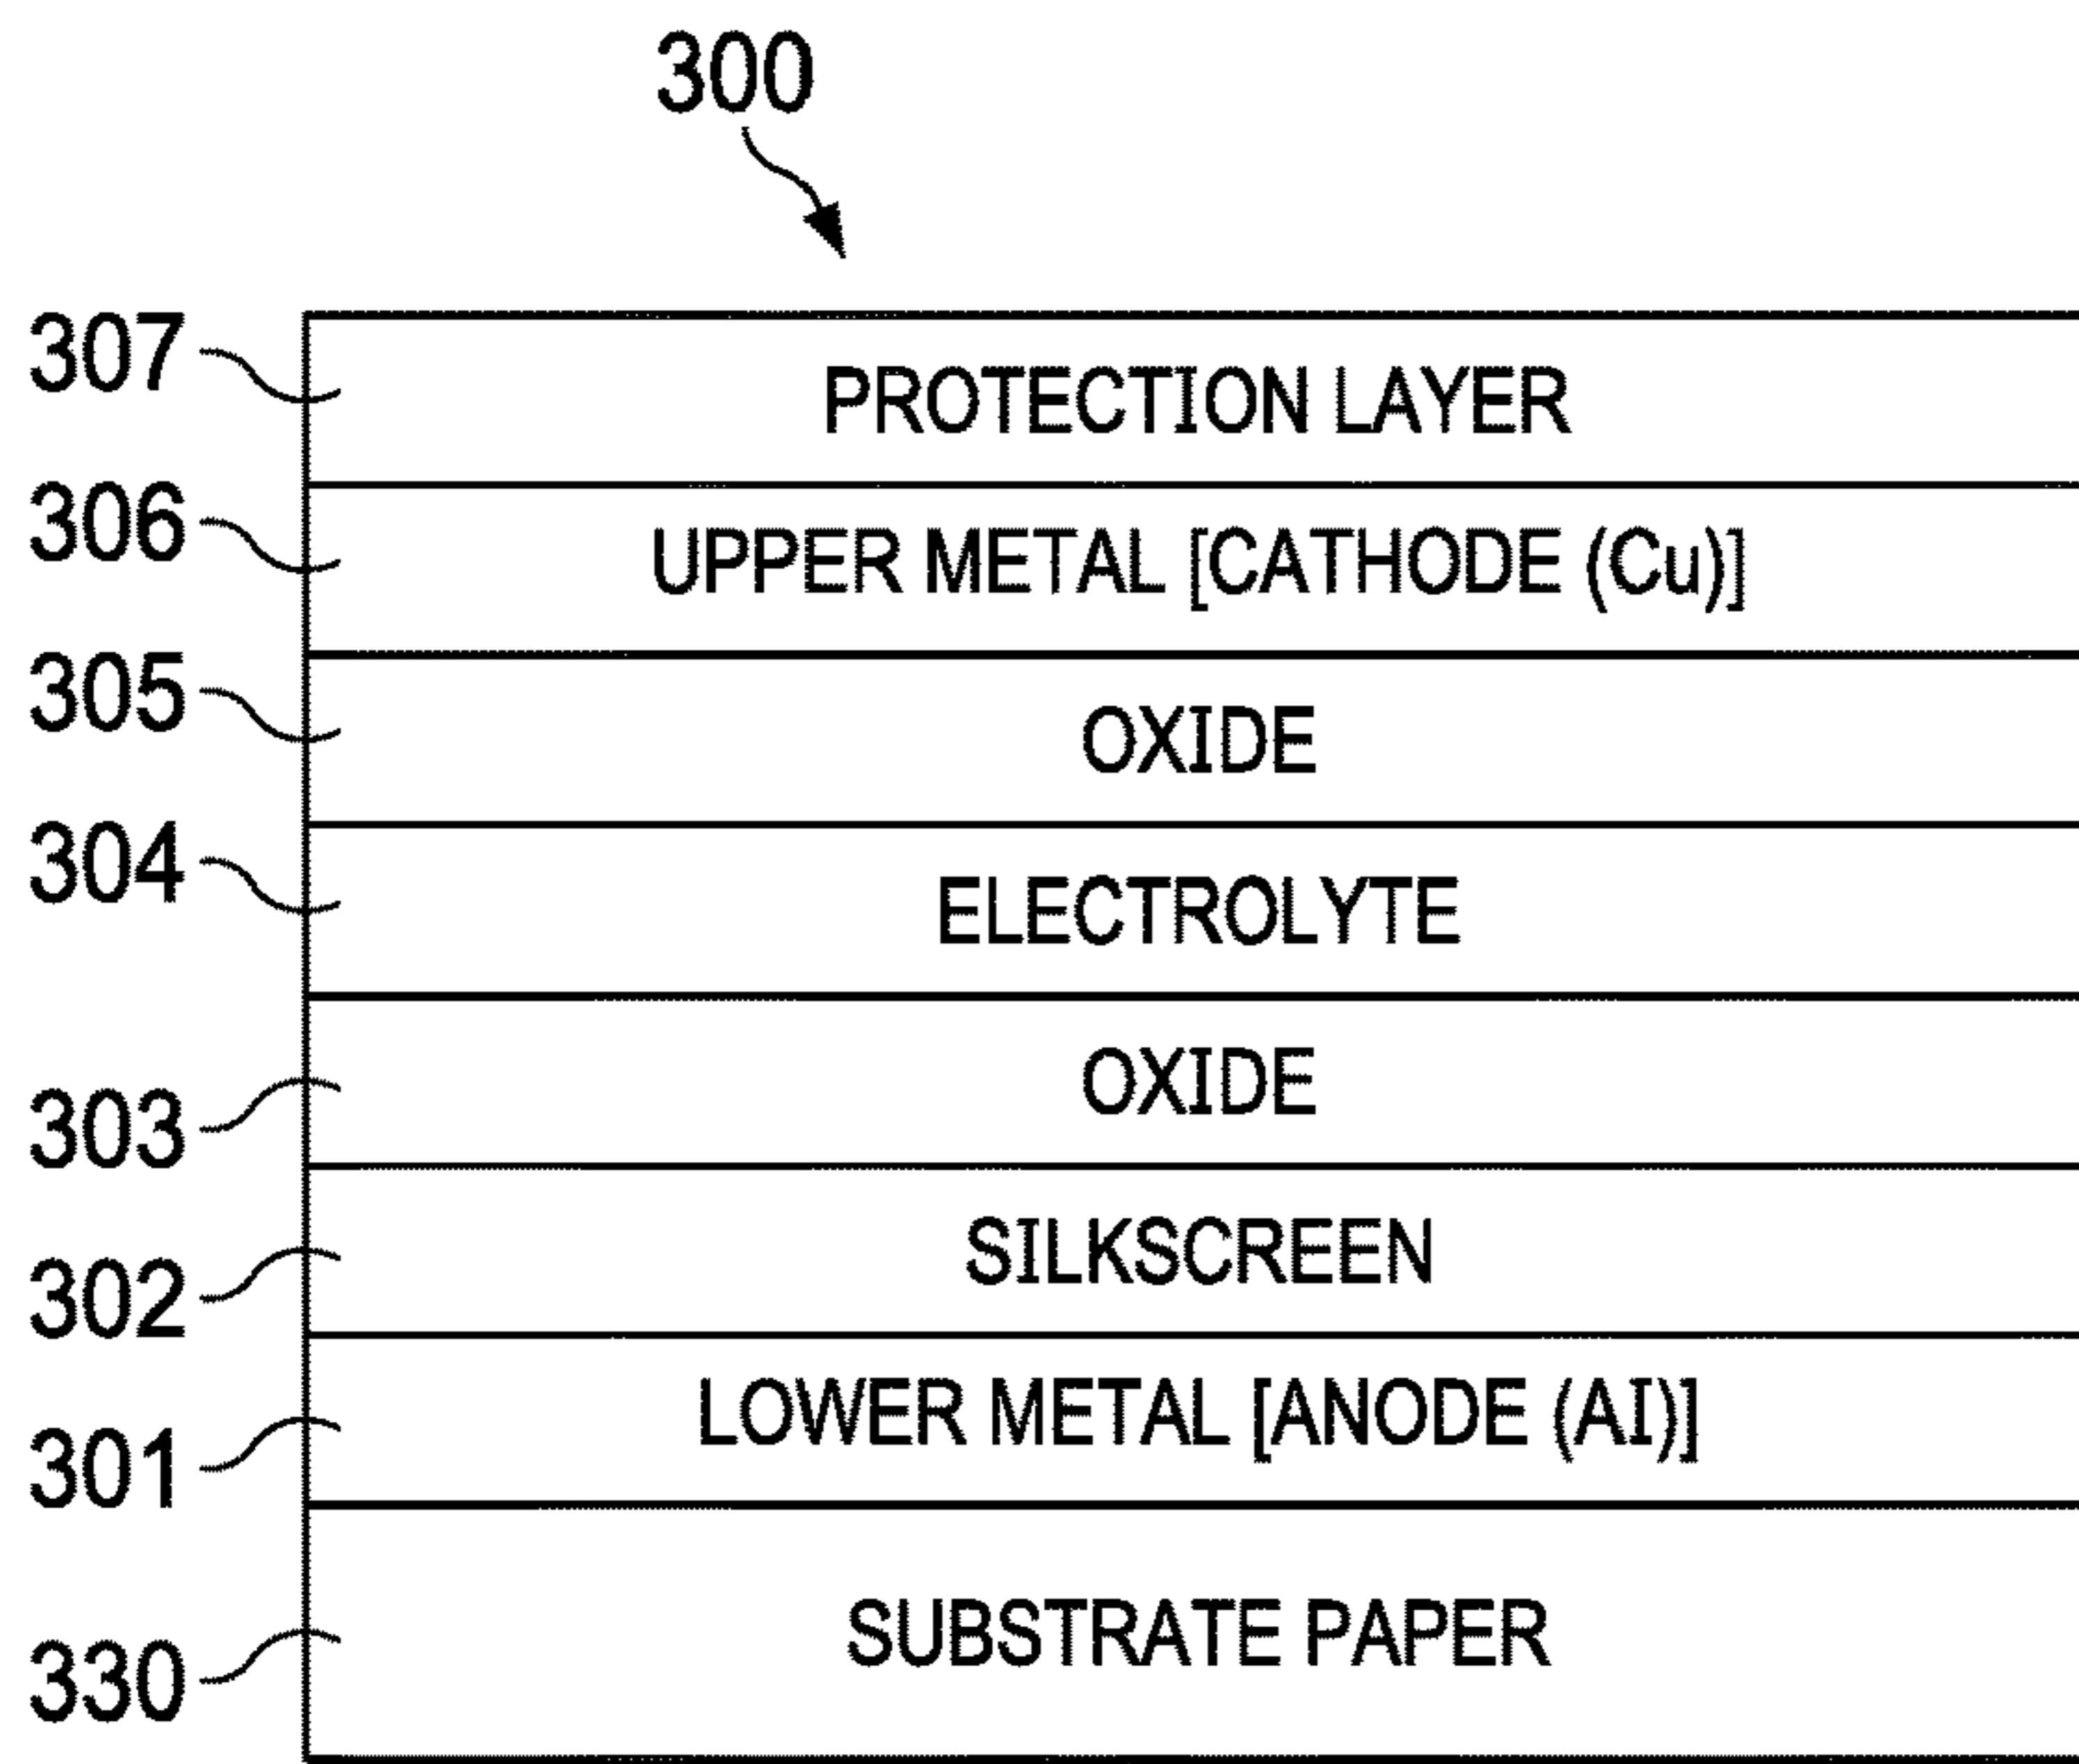 300
307 PROTECTION LAYER
306 UPPER METAL [CATHODE (Cu)]
305 OXIDE
304 ELECTROLYTE
303 OXIDE
302 SILKSCREEN
301 LOWER METAL [ANODE (Al)]
330 SUBSTRATE PAPER